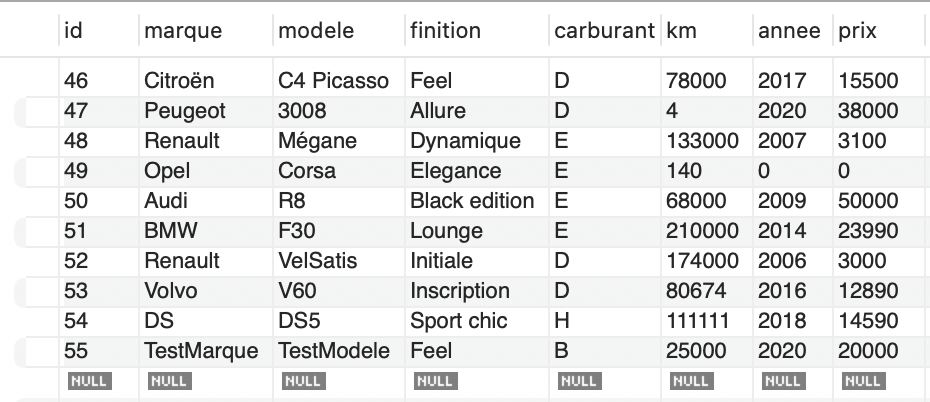 id marque modele finition carburant km annee prix
46 Citroën C4 Picasso Feel D 78000 2017 15500
47 Peugeot 3008 Allure D 4 2020 38000
48 Renault Mégane Dynamique E 133000 2007 3100
49 Opel Corsa Elegance E 140 0 0
50 Audi R8 Black edition E 68000 2009 50000
51 BMW F30 Lounge E 210000 2014 23990
52 Renault VelSatis Initiale D 174000 2006 3000
53 Volvo V60 Inscription D 80674 2016 12890
54 DS DS5 Sport chic H 111111 2018 14590
55 TestMarque TestModele Feel B 25000 2020 20000
NULL NULL NULL NULL NULL NULL NULL NULL